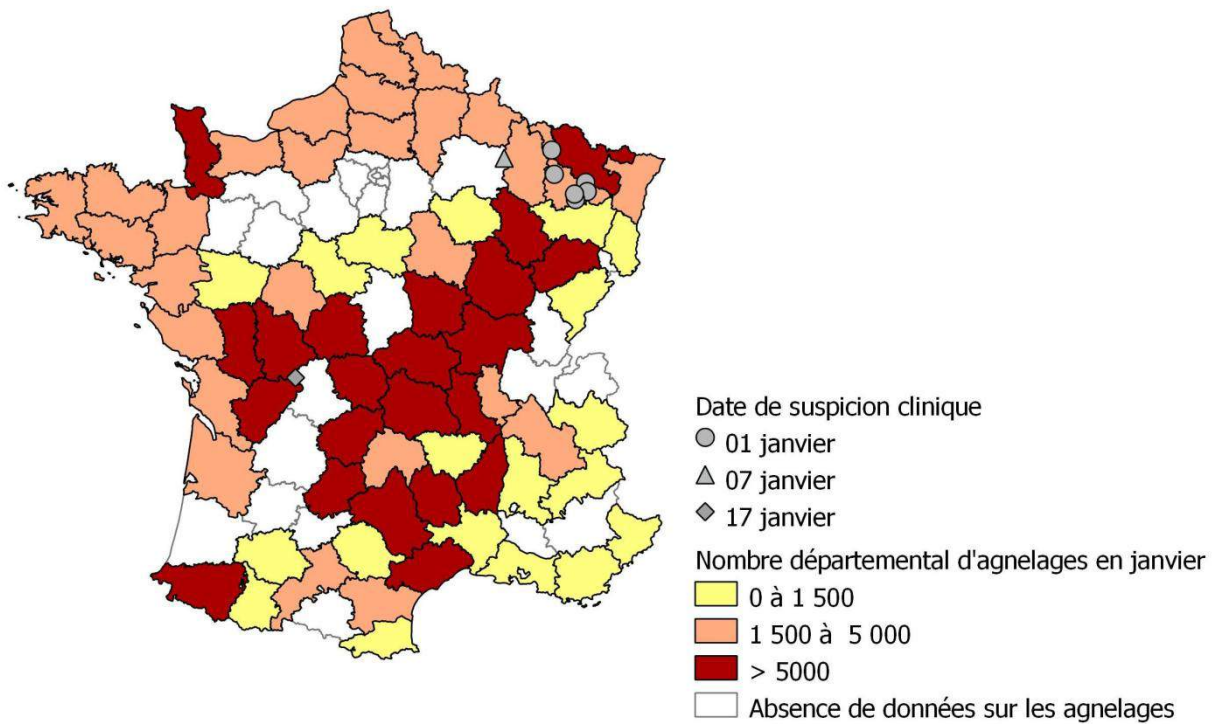 Date de suspicion clinique
01 janvier
07 janvier
17 janvier
Nombre départemental d'agnelages en janvier
0 à 1 500
1 500 à 5 000
> 5000
Absence de données sur les agnelages